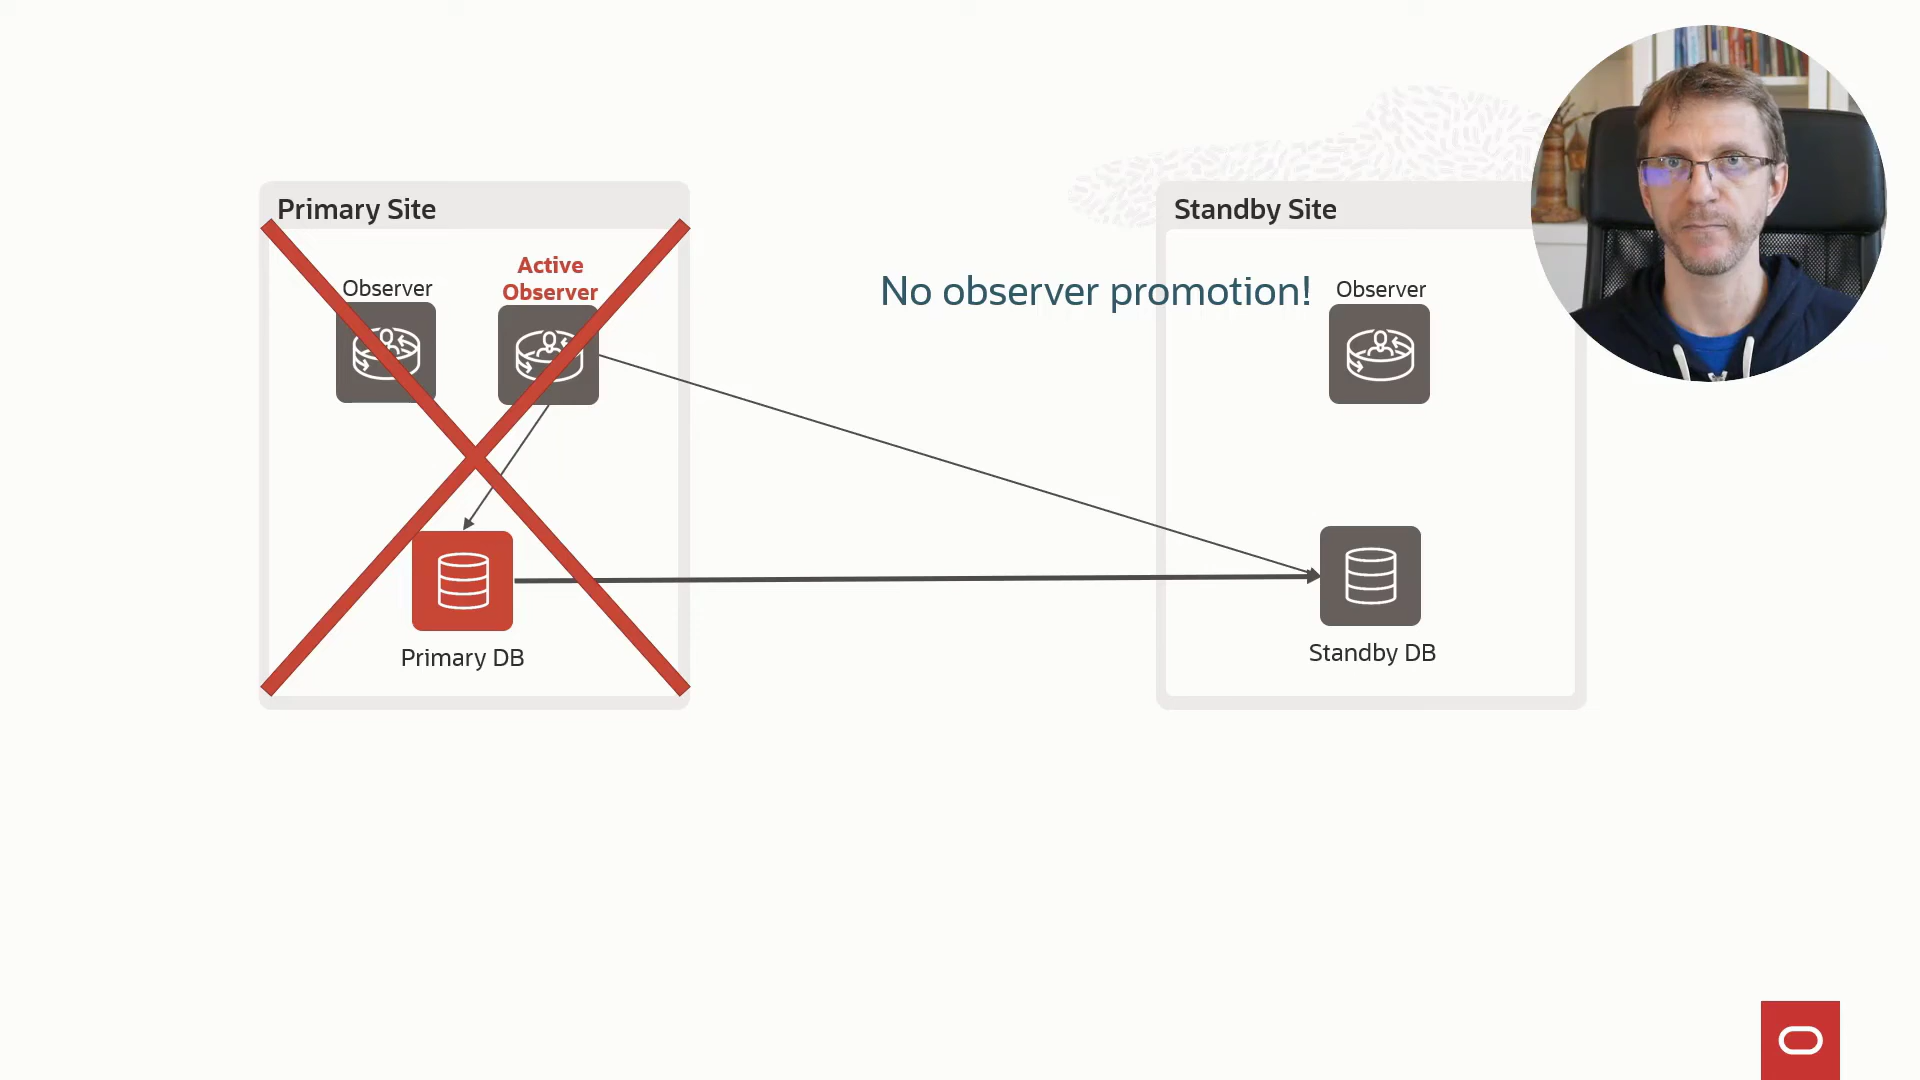 Primary Site
Observer
Active
Observer
Primary DB
No observer promotion!
Standby Site
Observer
Standby DB